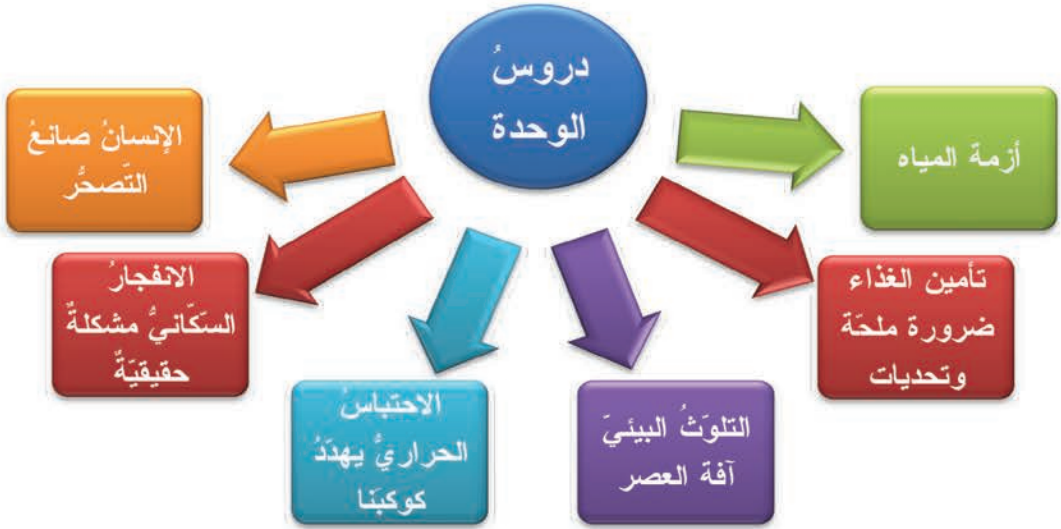 دروسُ
الوحدة
أزمة المياه
تأمين الغذاء
ضرورة ملحّة
وتحديات
التلوّثُ البيئيّ
آفة العصر
الاحتباسُ
الحراريُّ يهدّدُ
كوكبَنا
الانفجارُ
السّكّانيُّ مشكلةٌ
حقيقيّةٌ
الإنسانُ صانعُ
التّصحُّر